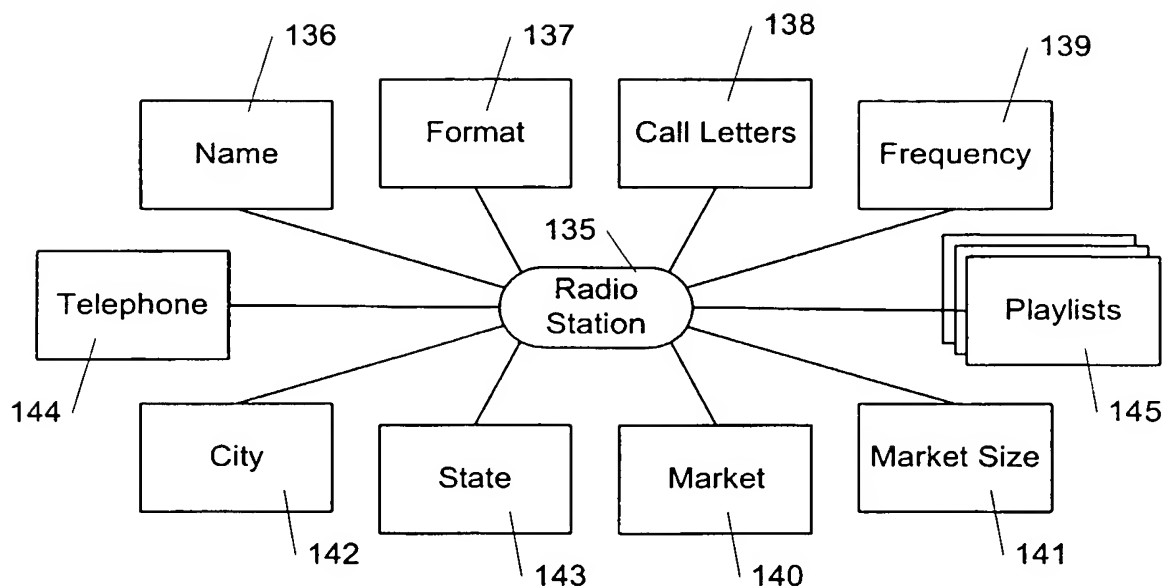 136
137
138
139
Name
Format
Call Letters
Frequency
135
Telephone
Radio
Station
Playlists
144
145
City
State
Market
Market Size
142
143
140
141